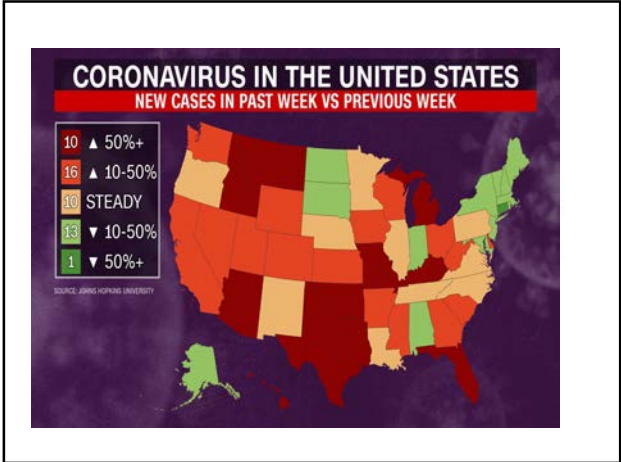 CORONAVIRUS IN THE UNITED STATES
NEW CASES IN PAST WEEK VS PREVIOUS WEEK
10 ▲ 50%+
16 ▲ 10-50%
10 STEADY
13 ▼ 10-50%
1 ▼ 50%+
SOURCE: JOHNS HOPKINS UNIVERSITY